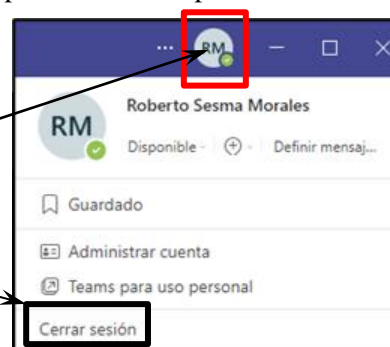 ... RM
Roberto Sesma Morales
RM
Disponible Definir mensaj...
Guardado
Administrar cuenta
Teams para uso personal
Cerrar sesión